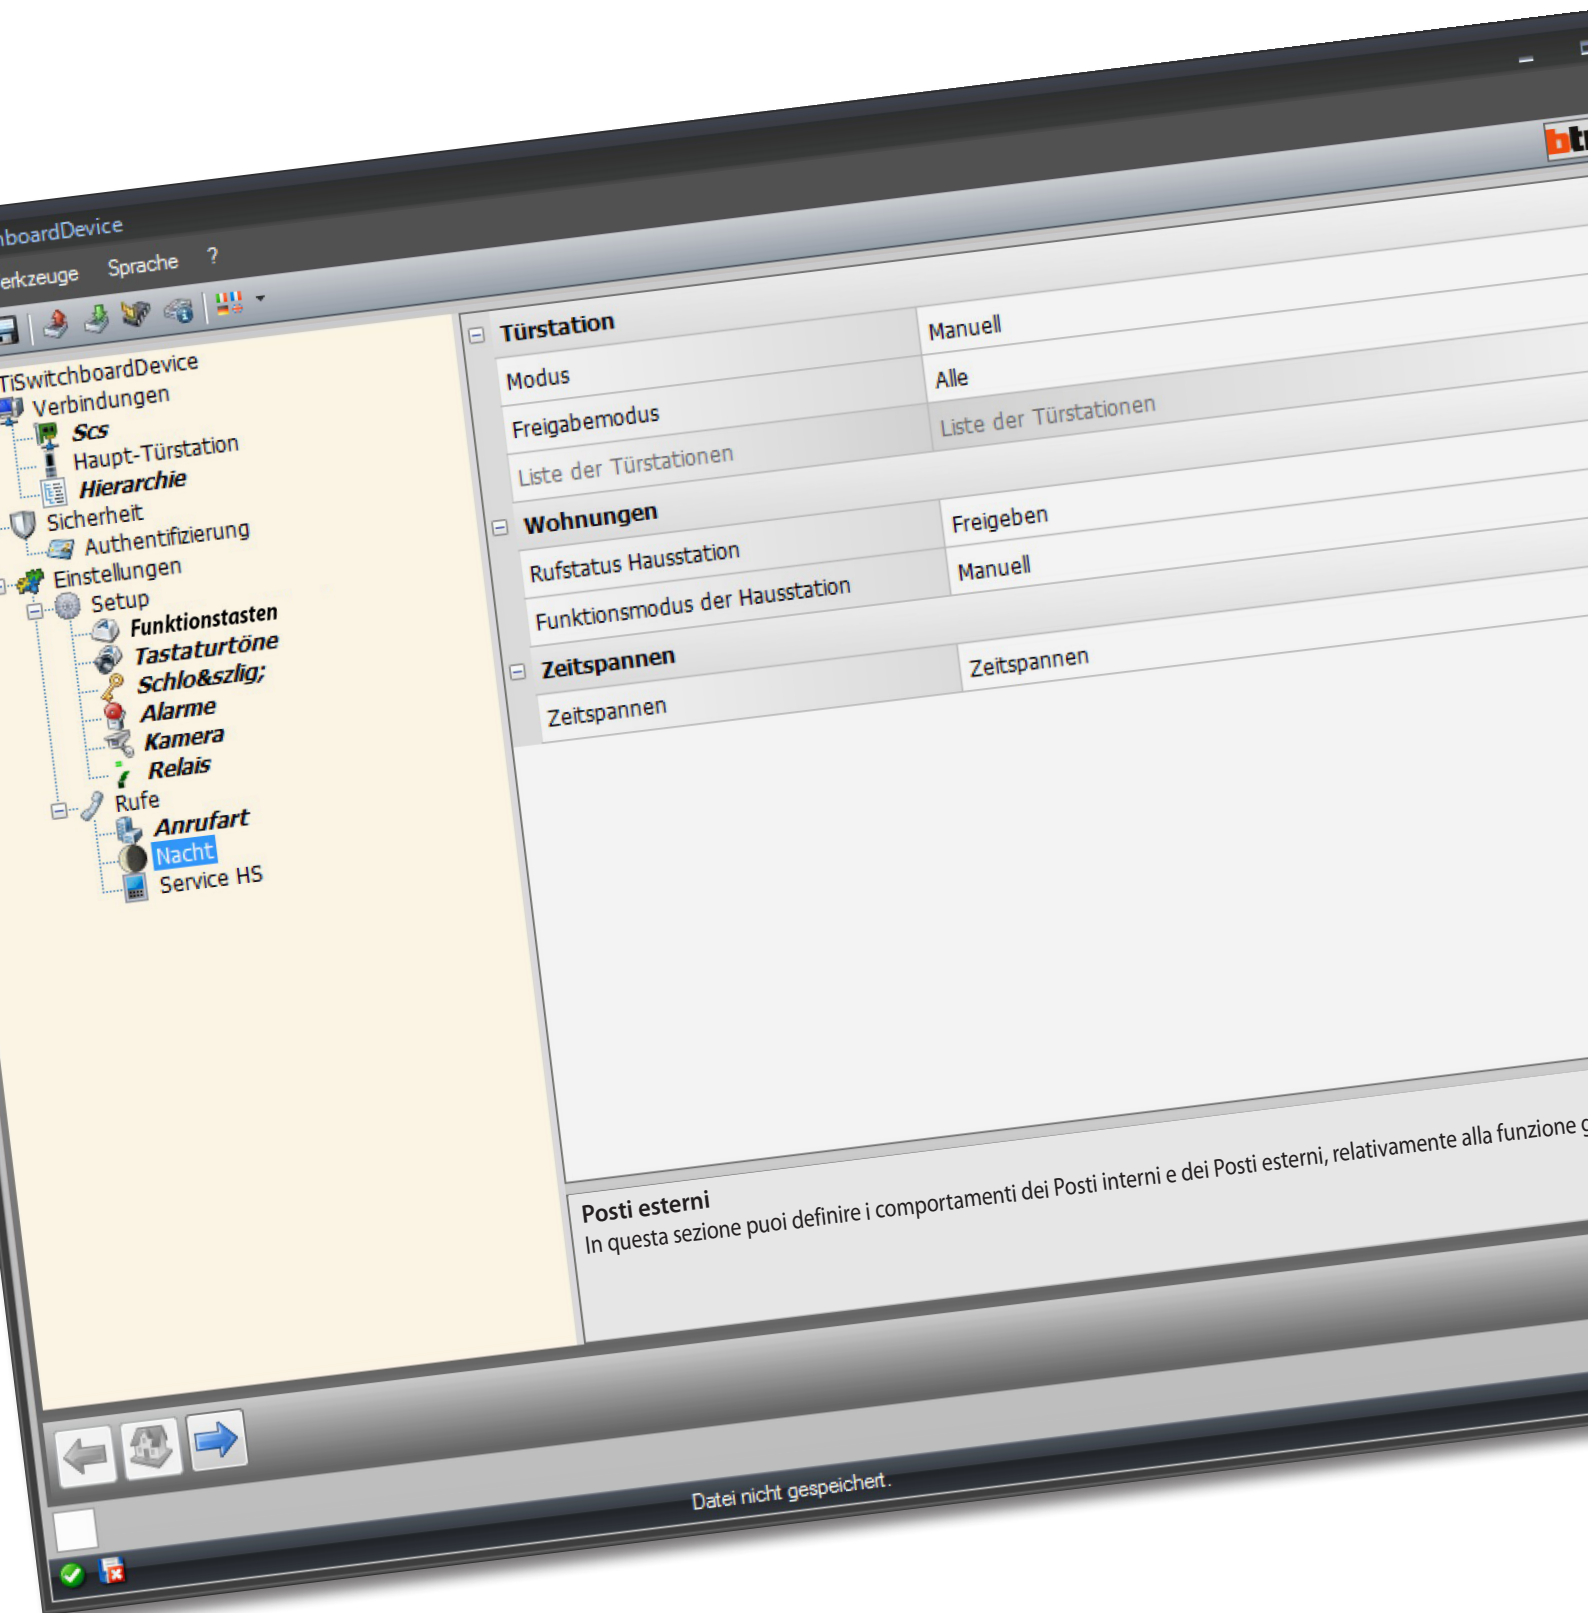 hboardDevice
erkzeuge Sprache ?
TiSwitchboardDevice
Verbindungen
Scs
Haupt-Türstation
Hierarchie
Sicherheit
Authentifizierung
Einstellungen
Setup
Funktionstasten
Tastaturtöne
Schlo&szlig;
Alarme
Kamera
Relais
Rufe
Anrufart
Nacht
Service HS
Türstation
Modus Manuell
Freigabemodus Alle
Liste der Türstationen Liste der Türstationen
Wohnungen
Rufstatus Hausstation Freigeben
Funktionsmodus der Hausstation Manuell
Zeitspannen
Zeitspannen Zeitspannen
Posti esterni
In questa sezione puoi definire i comportamenti dei Posti interni e dei Posti esterni, relativamente alla funzione g
Datei nicht gespeichert.